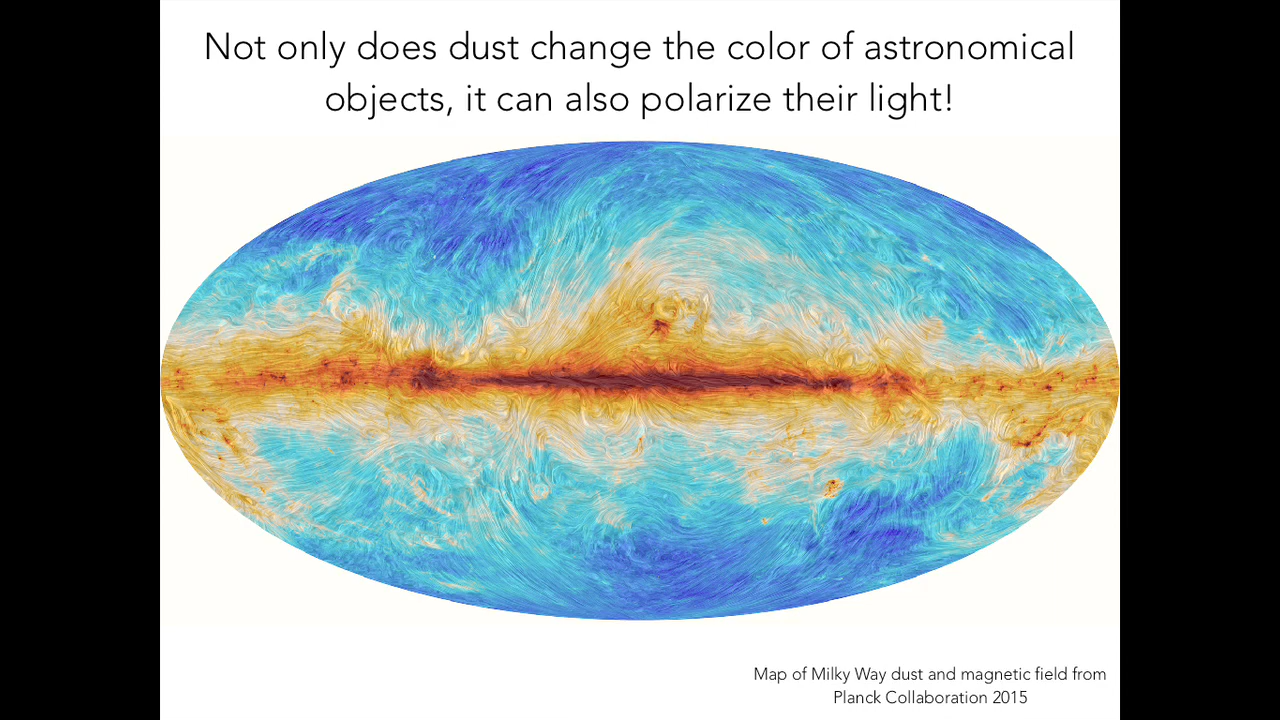 Not only does dust change the color of astronomical
objects, it can also polarize their light!
Map of Milky Way dust and magnetic field from
Planck Collaboration 2015